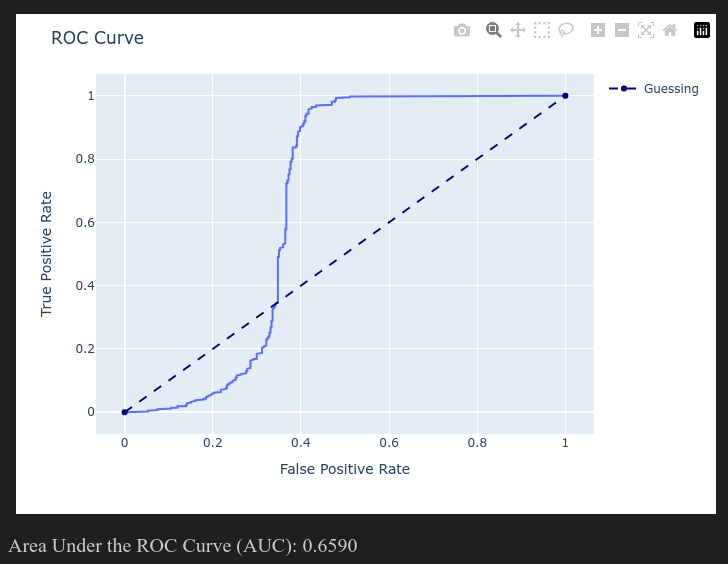 ROC Curve
Guessing
1
0.8
0.6
0.4
0.2
0
True Positive Rate
0 0.2 0.4 0.6 0.8 1
False Positive Rate
Area Under the ROC Curve (AUC): 0.6590